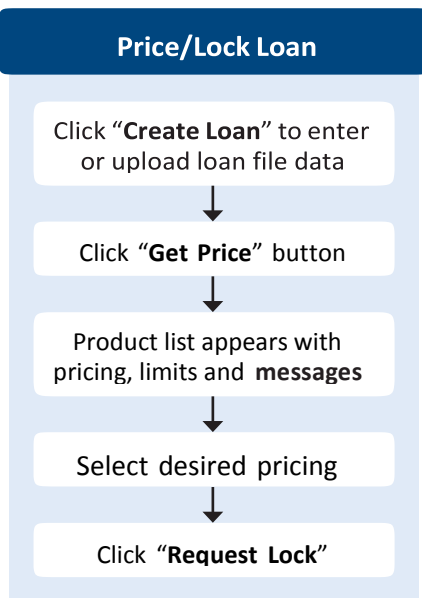 Price/Lock Loan
Click “Create Loan” to enter
or upload loan file data
Click “Get Price” button
Product list appears with
pricing, limits and messages
Select desired pricing
Click “Request Lock”